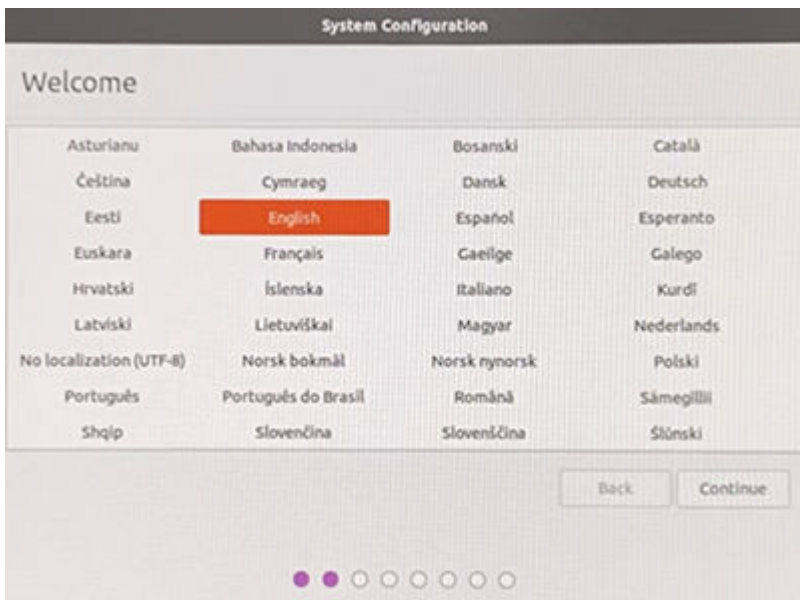 System Configuration
Welcome
Asturianu Bahasa Indonesia Bosanski Català
Čeština Cymraeg Dansk Deutsch
Eesti English Español Esperanto
Euskara Français Gaeilge Galego
Hrvatski Íslenska Italiano Kurdî
Latviski Lietuviškai Magyar Nederlands
No localization (UTF-8) Norsk bokmål Norsk nynorsk Polski
Português Português do Brasil Română Sámegillii
Shqip Slovenčina Slovenščina Ślůnski
Back Continue